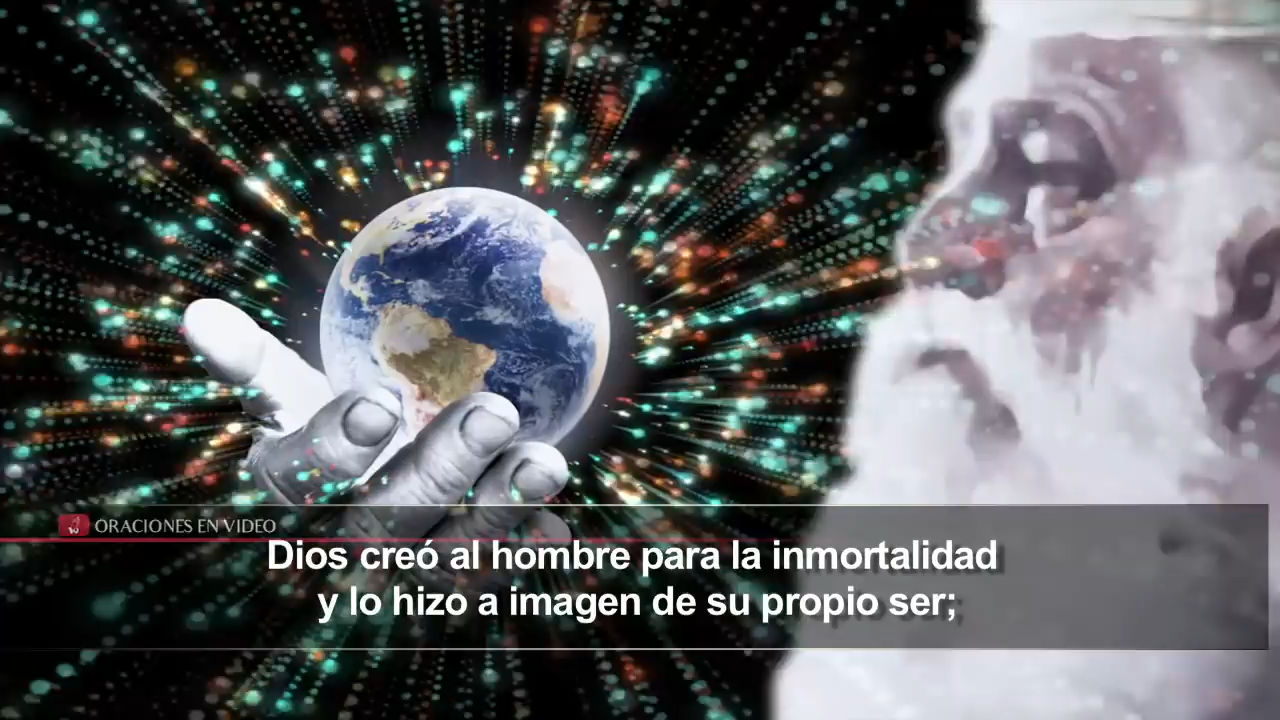 ORACIONES EN VIDEO
Dios creó al hombre para la inmortalidad
y lo hizo a imagen de su propio ser;